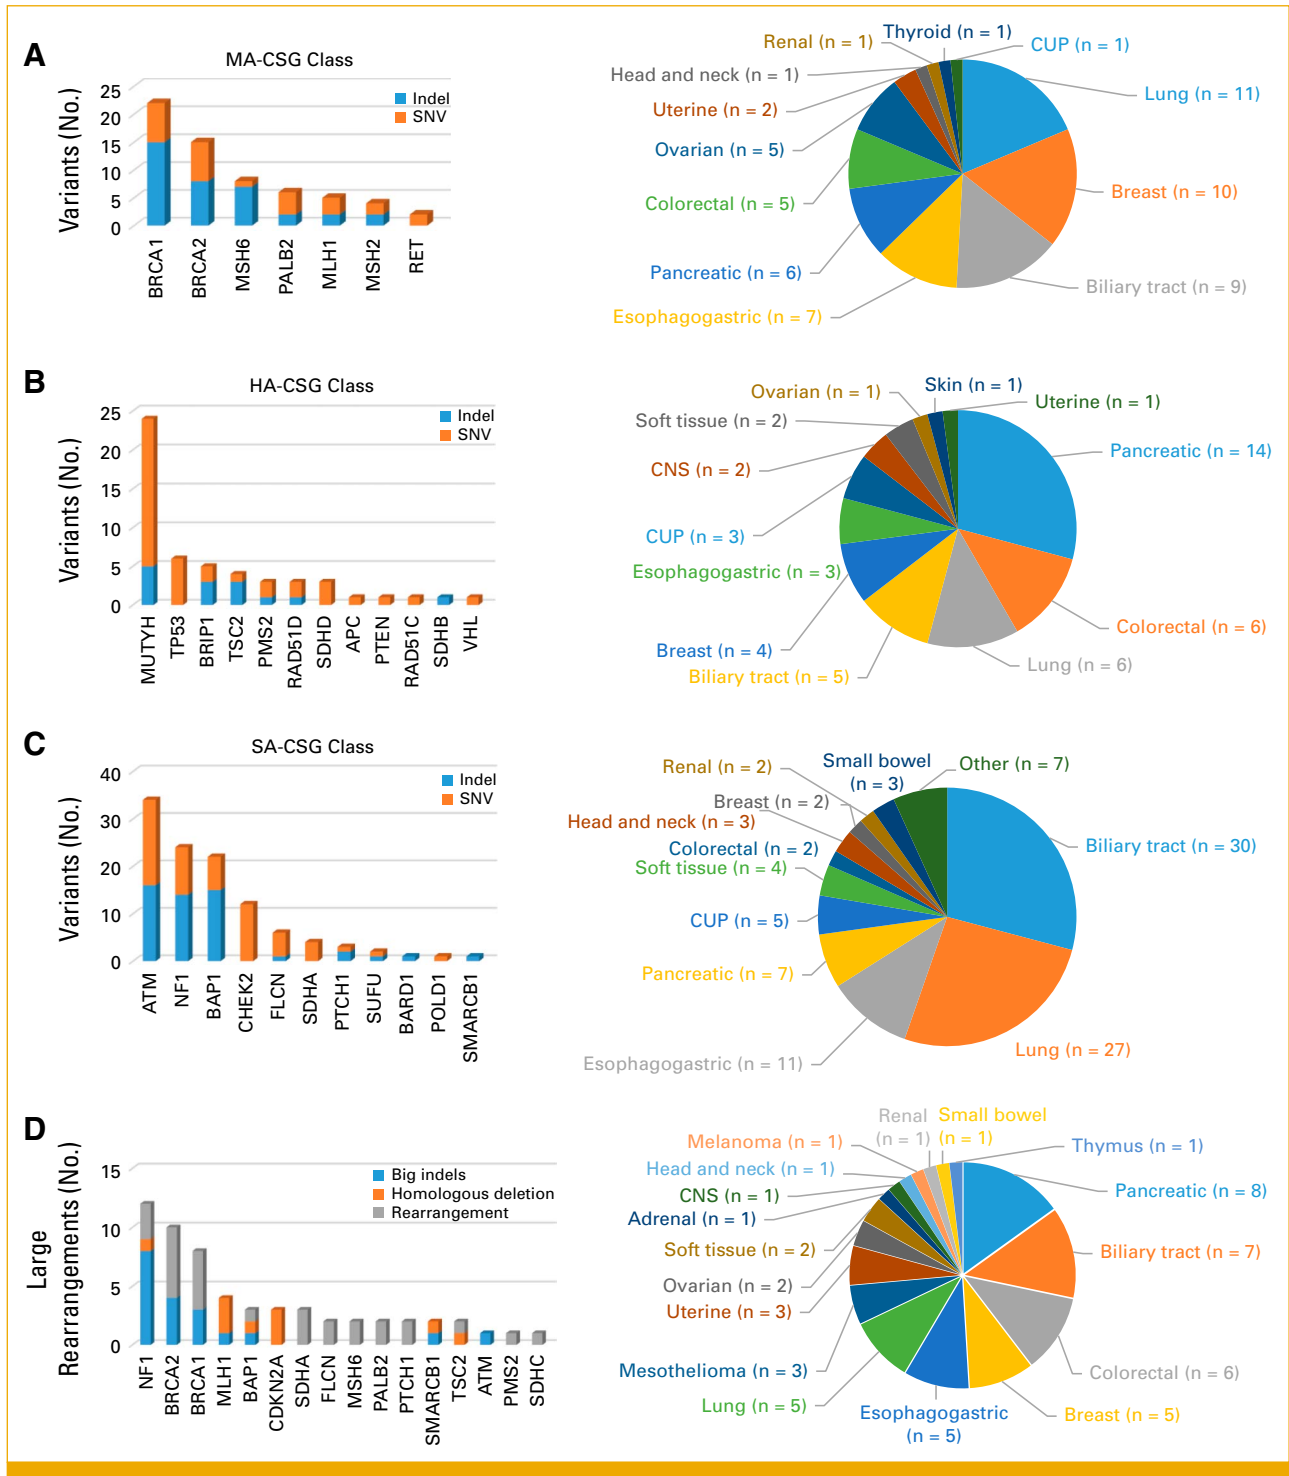 A
MA-CSG Class
Variants (No.)
25
20
15
10
5
0
Indel
SNV
BRCA1
BRCA2
MSH6
PALB2
MLH1
MSH2
RET
Thyroid (n = 1)
Renal (n = 1)
CUP (n = 1)
Head and neck (n = 1)
Lung (n = 11)
Uterine (n = 2)
Ovarian (n = 5)
Breast (n = 10)
Colorectal (n = 5)
Pancreatic (n = 6)
Biliary tract (n = 9)
Esophagogastric (n = 7)
B
HA-CSG Class
Variants (No.)
25
20
15
10
5
0
Indel
SNV
MUTYH
TP53
BRIP1
TSC2
PMS2
RAD51D
SDHD
APC
PTEN
RAD51C
SDHB
VHL
Skin (n = 1)
Ovarian (n = 1)
Uterine (n = 1)
Soft tissue (n = 2)
Pancreatic (n = 14)
CNS (n = 2)
CUP (n = 3)
Esophagogastric (n = 3)
Colorectal (n = 6)
Breast (n = 4)
Lung (n = 6)
Biliary tract (n = 5)
C
SA-CSG Class
Variants (No.)
40
30
20
10
0
Indel
SNV
ATM
NF1
BAP1
CHEK2
FLCN
SDHA
PTCH1
SUFU
BARD1
POLD1
SMARCB1
Small bowel
(n = 3)
Other (n = 7)
Renal (n = 2)
Breast (n = 2)
Head and neck (n = 3)
Colorectal (n = 2)
Biliary tract (n = 30)
Soft tissue (n = 4)
CUP (n = 5)
Pancreatic (n = 7)
Lung (n = 27)
Esophagogastric (n = 11)
D
Large
Rearrangements (No.)
15
10
5
0
Big indels
Homologous deletion
Rearrangement
NF1
BRCA2
BRCA1
MLH1
BAP1
CDKN2A
SDHA
FLCN
MSH6
PALB2
PTCH1
SMARCB1
TSC2
ATM
PMS2
SDHC
Renal
(n = 1)
Small bowel
(n = 1)
Melanoma (n = 1)
Thymus (n = 1)
Head and neck (n = 1)
Pancreatic (n = 8)
CNS (n = 1)
Adrenal (n = 1)
Soft tissue (n = 2)
Biliary tract (n = 7)
Ovarian (n = 2)
Uterine (n = 3)
Mesothelioma (n = 3)
Colorectal (n = 6)
Lung (n = 5)
Esophagogastric
(n = 5)
Breast (n = 5)